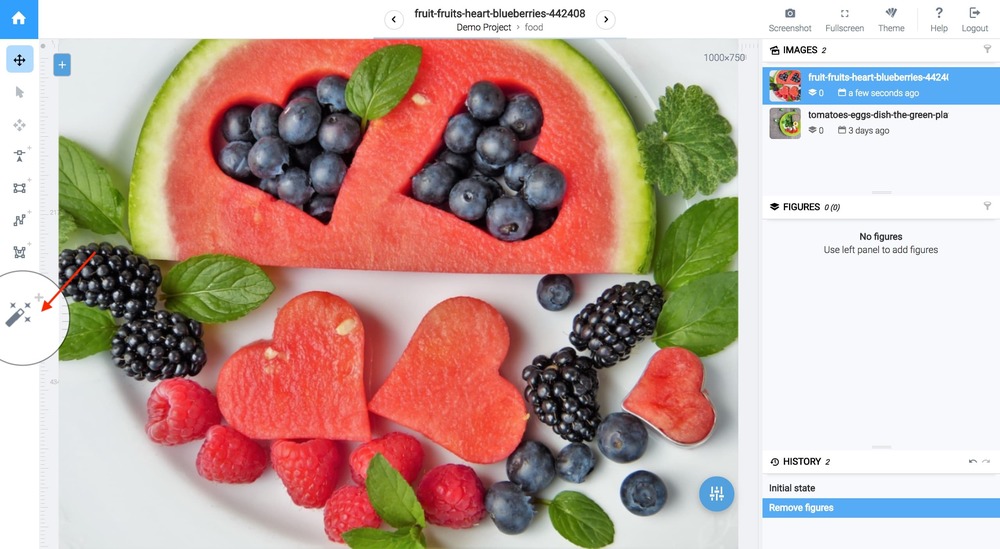 fruit-fruits-heart-blueberries-442408
Demo Project › food
Screenshot
Fullscreen
Theme
Help
Logout
1000×750
IMAGES 2
fruit-fruits-heart-blueberries-4424
0 a few seconds ago
tomatoes-eggs-dish-the-green-pla
0 3 days ago
FIGURES 0 (0)
No figures
Use left panel to add figures
HISTORY 2
Initial state
Remove figures